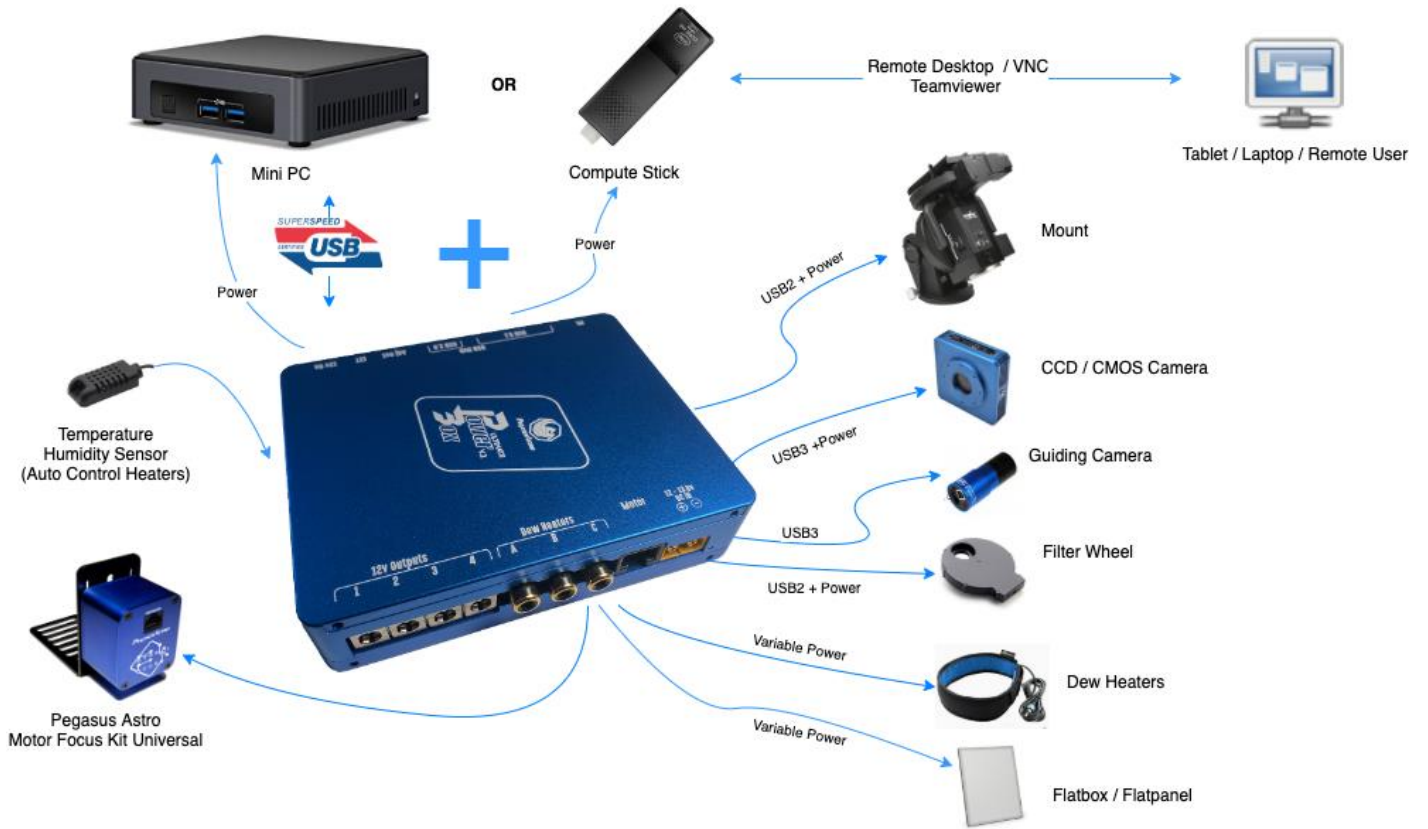 OR
Remote Desktop / VNC
Teamviewer
Tablet / Laptop / Remote User
Mini PC
Compute Stick
SUPERSPEED
CERTIFIED
USB
Power
Power
USB2 + Power
Mount
USB3 +Power
CCD / CMOS Camera
Temperature
Humidity Sensor
(Auto Control Heaters)
Guiding Camera
USB3
Filter Wheel
USB2 + Power
12V Outputs
1 2 3 4
Dew Heaters
A B C
Motor
Variable Power
Dew Heaters
Variable Power
Flatbox / Flatpanel
Pegasus Astro
Motor Focus Kit Universal